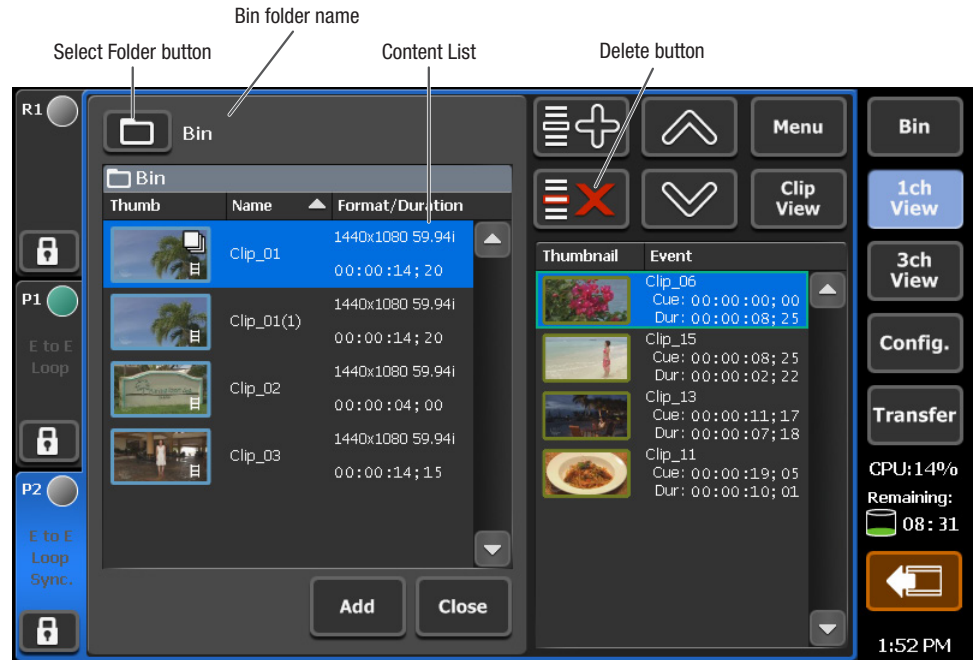 Bin folder name
Select Folder button
Content List
Delete button
R1
P1
E to E
Loop
P2
E to E
Loop
Sync.
Bin
Bin
Thumb Name Format/Duration
Clip_01
1440x1080 59.94i
00:00:14;20
Clip_01(1)
1440x1080 59.94i
00:00:14;20
Clip_02
1440x1080 59.94i
00:00:04;00
Clip_03
1440x1080 59.94i
00:00:14;15
Add
Close
Menu
Clip
View
Thumbnail Event
Clip_06
Cue: 00:00:00;00
Dur: 00:00:08;25
Clip_15
Cue: 00:00:08;25
Dur: 00:00:02;22
Clip_13
Cue: 00:00:11;17
Dur: 00:00:07;18
Clip_11
Cue: 00:00:19;05
Dur: 00:00:10;01
Bin
1ch
View
3ch
View
Config.
Transfer
CPU:14%
Remaining:
08:31
1:52 PM